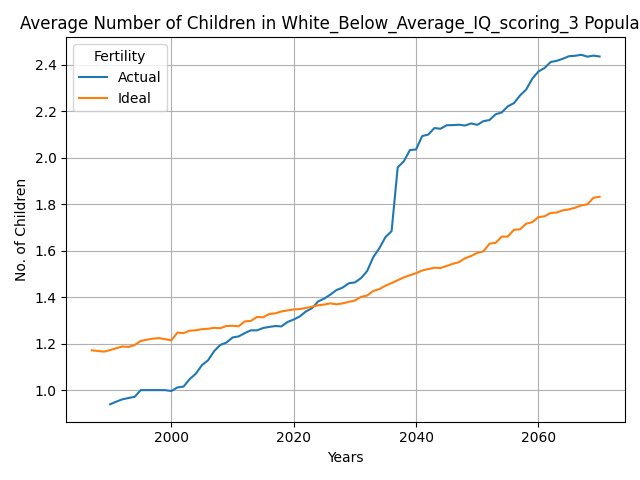 Average Number of Children in White_Below_Average_IQ_scoring_3 Popula
Fertility
Actual
Ideal
No. of Children
2.4
2.2
2.0
1.8
1.6
1.4
1.2
1.0
2000 2020 2040 2060
Years